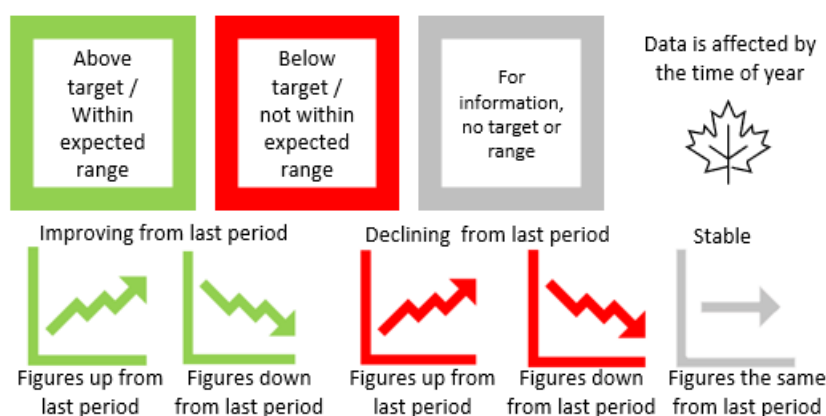 Above
target /
Within
expected
range
Below
target /
not within
expected
range
For
information,
no target or
range
Data is affected by
the time of year
Improving from last period
Declining from last period
Stable
Figures up from
last period
Figures down
from last period
Figures up from
last period
Figures down
from last period
Figures the same
from last period